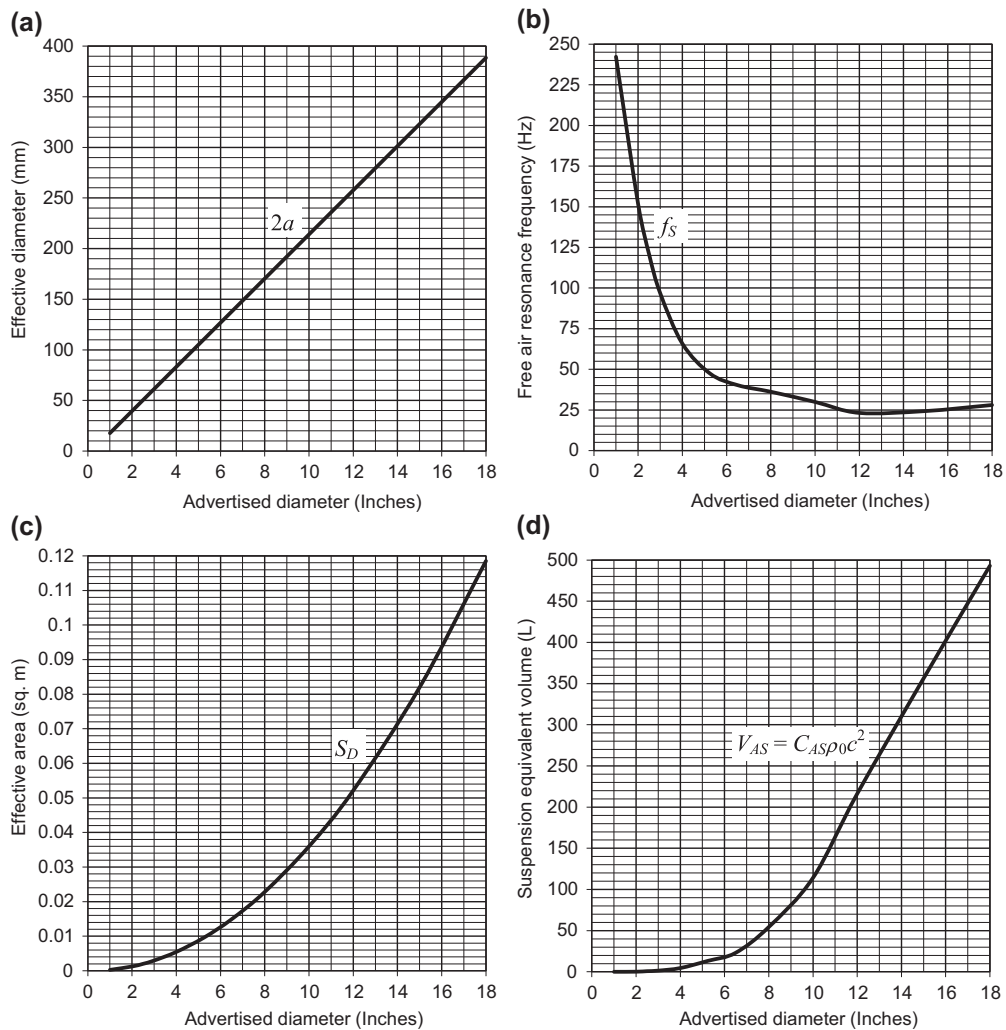 (a)
400
350
300
250
200
150
100
50
0
Effective diameter (mm)
2a
0 2 4 6 8 10 12 14 16 18
Advertised diameter (Inches)
(b)
250
225
200
175
150
125
100
75
50
25
0
Free air resonance frequency (Hz)
fS
0 2 4 6 8 10 12 14 16 18
Advertised diameter (Inches)
(c)
0.12
0.11
0.1
0.09
0.08
0.07
0.06
0.05
0.04
0.03
0.02
0.01
0
Effective area (sq. m)
SD
0 2 4 6 8 10 12 14 16 18
Advertised diameter (Inches)
(d)
500
450
400
350
300
250
200
150
100
50
0
Suspension equivalent volume (L)
VAS = CASρ0c²
0 2 4 6 8 10 12 14 16 18
Advertised diameter (Inches)